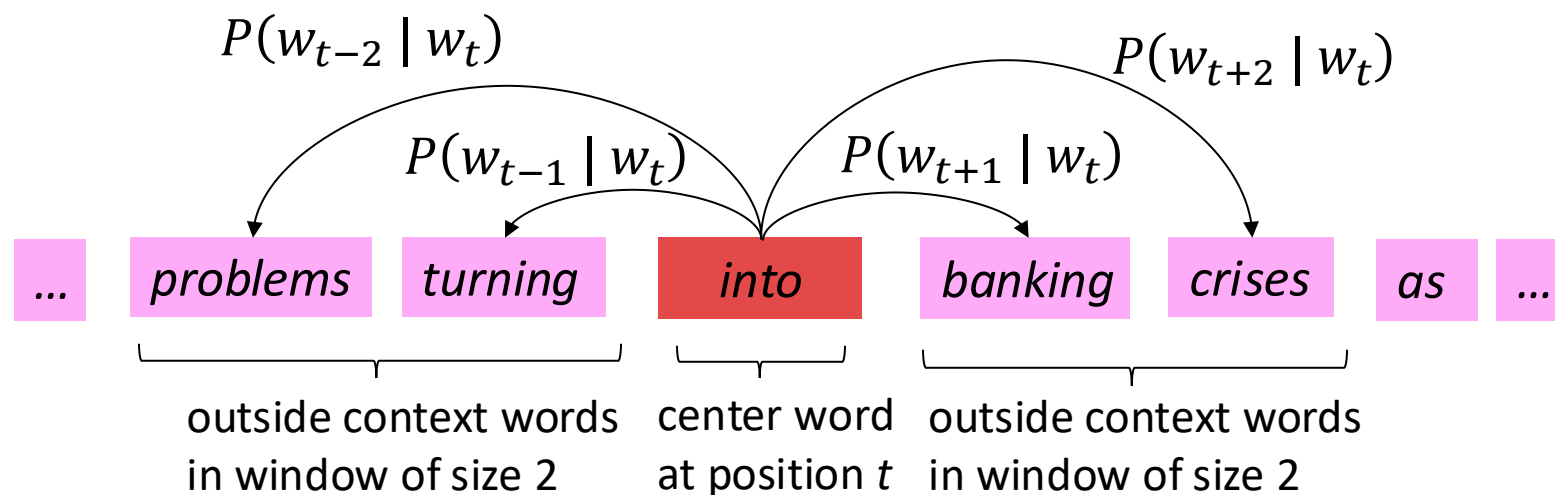 P(w_{t−2} | w_t)
P(w_{t+2} | w_t)
P(w_{t−1} | w_t)
P(w_{t+1} | w_t)
... problems turning into banking crises as ...
outside context words
in window of size 2
center word
at position t
outside context words
in window of size 2